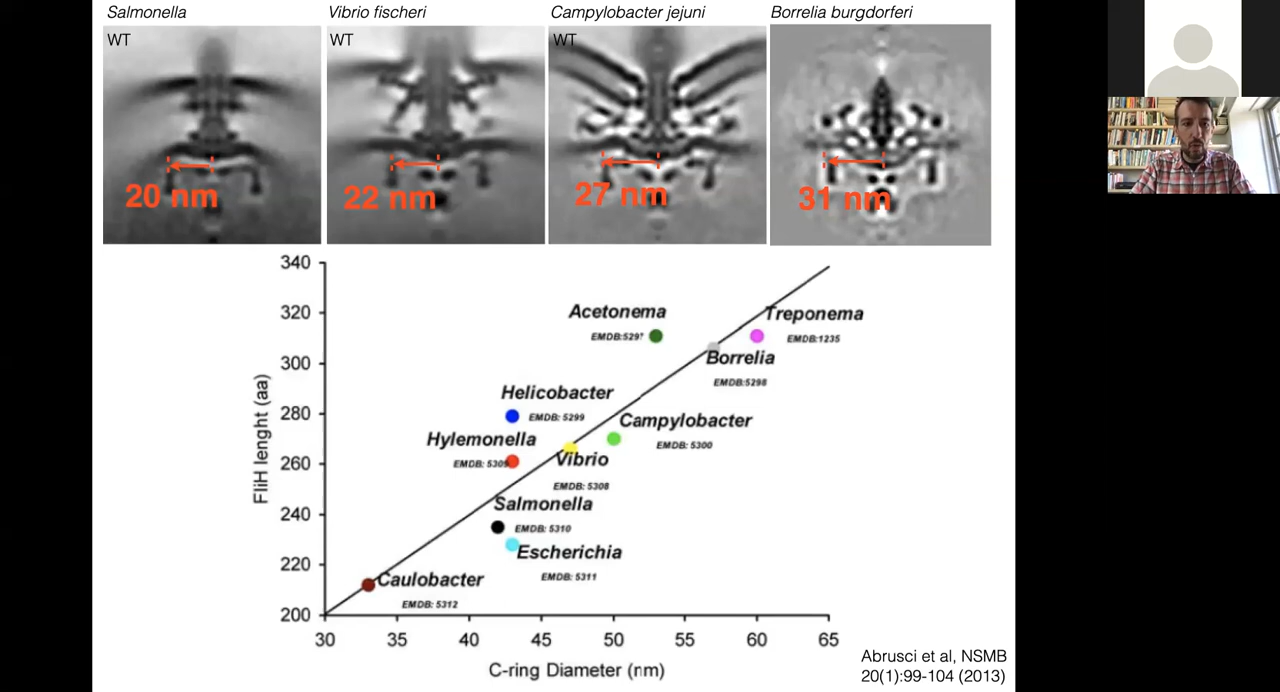 Salmonella
Vibrio fischeri
Campylobacter jejuni
Borrelia burgdorferi
WT
WT
WT
20 nm
22 nm
27 nm
31 nm
FliH lenght (aa)
340
320
300
280
260
240
220
200
Acetonema
EMDB:5297
Treponema
EMDB:1235
Borrelia
EMDB:5298
Helicobacter
EMDB: 5299
Campylobacter
EMDB: 5300
Hylemonella
EMDB: 5309
Vibrio
EMDB: 5308
Salmonella
EMDB: 5310
Escherichia
EMDB: 5311
Caulobacter
EMDB: 5312
30 35 40 45 50 55 60 65
C-ring Diameter (nm)
Abrusci et al, NSMB
20(1):99-104 (2013)